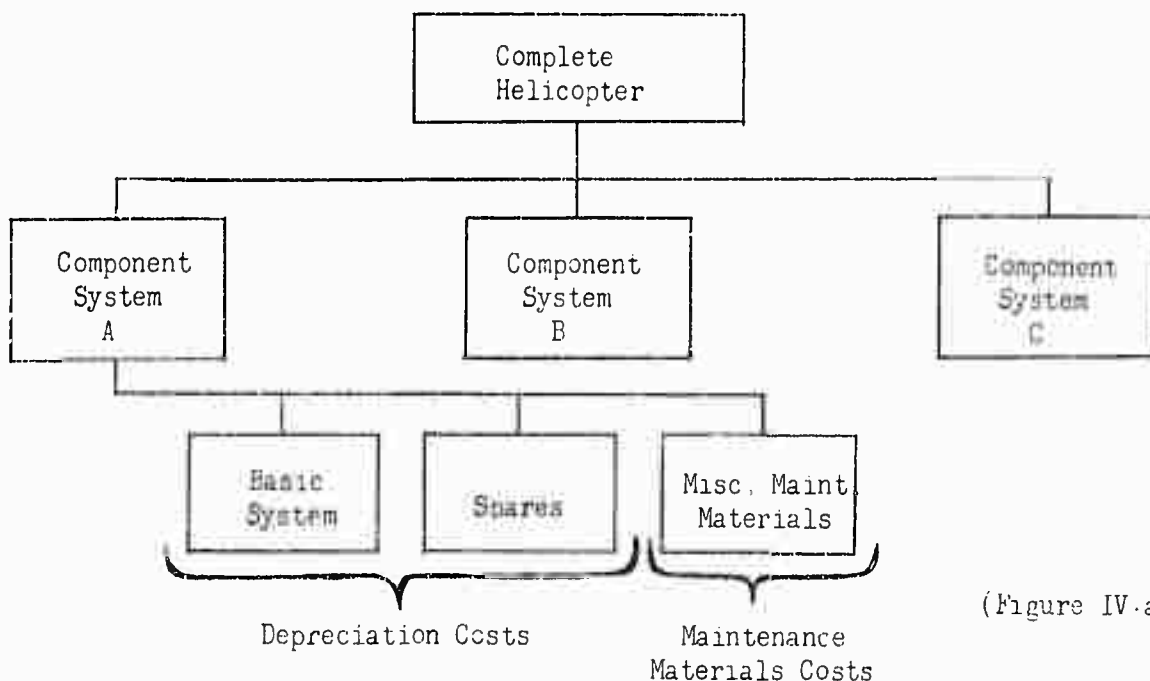 Complete
Helicopter
Component
System
A
Component
System
B
Component
System
C
Basic
System
Spares
Misc. Maint
Materials
Depreciation Costs
Maintenance
Materials Costs
(Figure IV.a